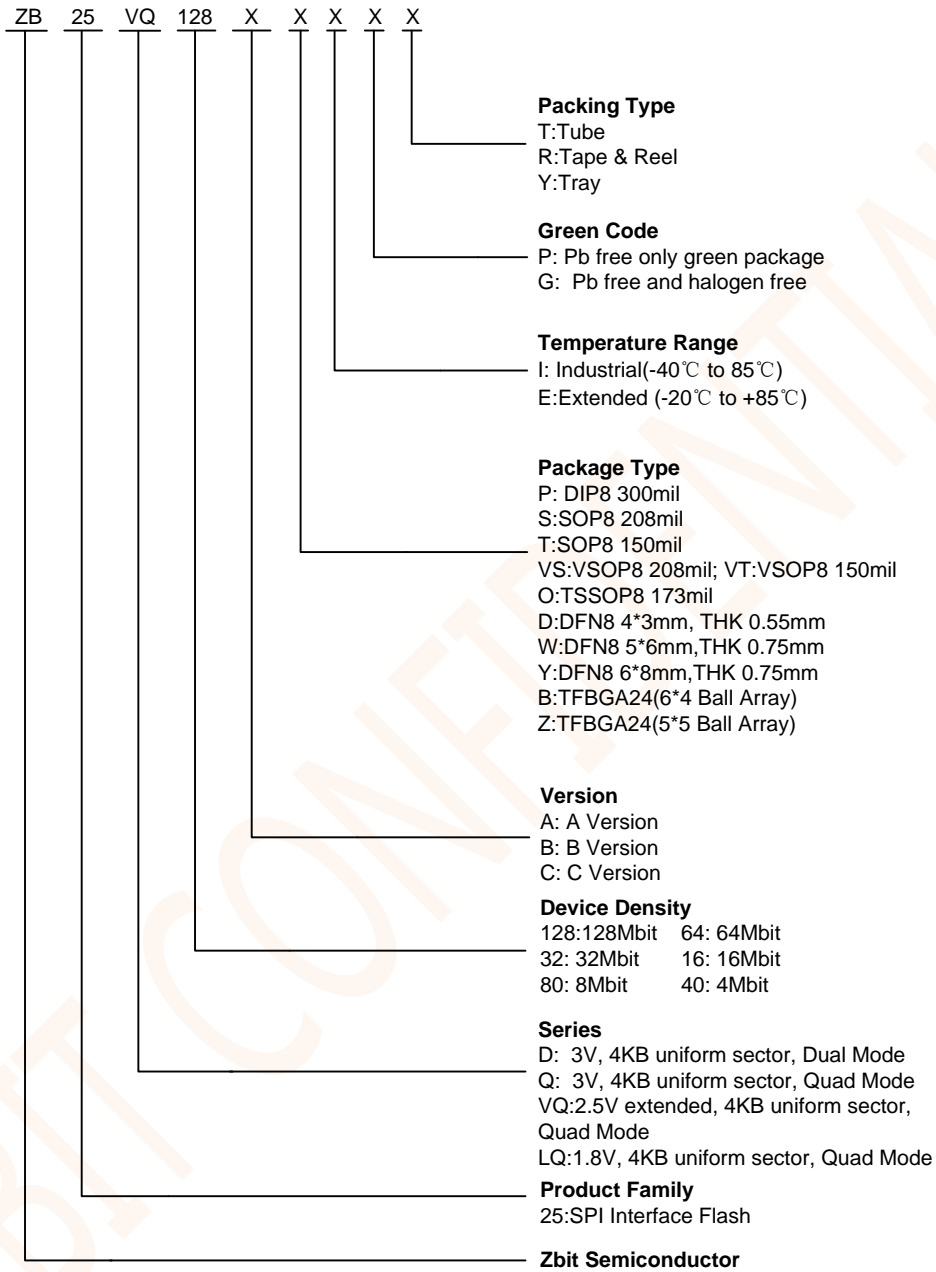 ZB 25 VQ 128 X X X X X
Packing Type
T:Tube
R:Tape & Reel
Y:Tray
Green Code
P: Pb free only green package
G: Pb free and halogen free
Temperature Range
I: Industrial(-40℃ to 85℃)
E:Extended (-20℃ to +85℃)
Package Type
P: DIP8 300mil
S:SOP8 208mil
T:SOP8 150mil
VS:VSOP8 208mil; VT:VSOP8 150mil
O:TSSOP8 173mil
D:DFN8 4*3mm, THK 0.55mm
W:DFN8 5*6mm,THK 0.75mm
Y:DFN8 6*8mm,THK 0.75mm
B:TFBGA24(6*4 Ball Array)
Z:TFBGA24(5*5 Ball Array)
Version
A: A Version
B: B Version
C: C Version
Device Density
128:128Mbit 64: 64Mbit
32: 32Mbit 16: 16Mbit
80: 8Mbit 40: 4Mbit
Series
D: 3V, 4KB uniform sector, Dual Mode
Q: 3V, 4KB uniform sector, Quad Mode
VQ:2.5V extended, 4KB uniform sector,
Quad Mode
LQ:1.8V, 4KB uniform sector, Quad Mode
Product Family
25:SPI Interface Flash
Zbit Semiconductor
BIT CONFIDENTIA